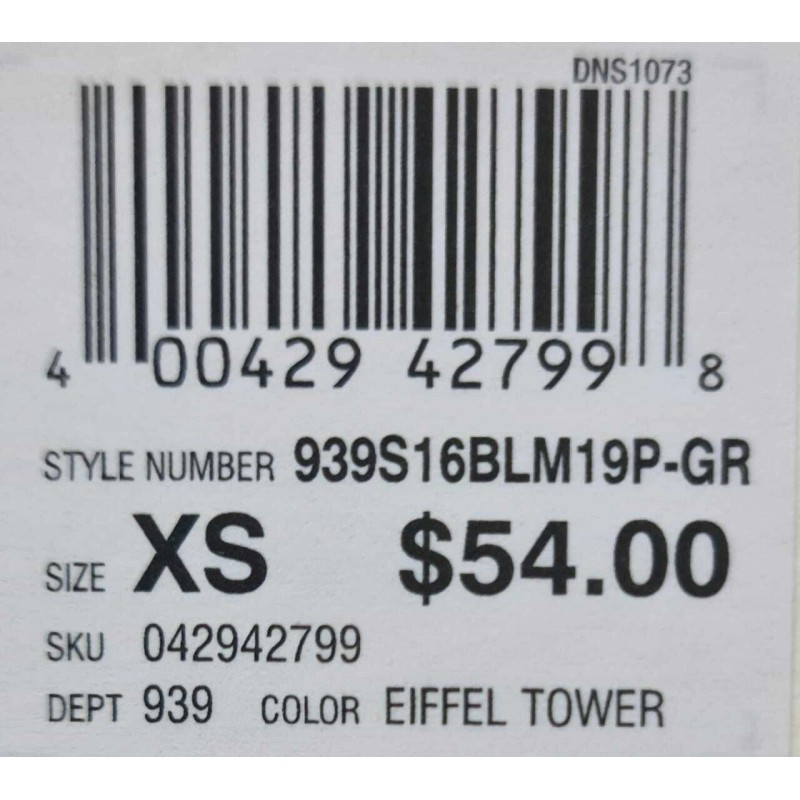 DNS1073
4 00429 42799 8
STYLE NUMBER 939S16BLM19P-GR
SIZE XS $54.00
SKU 042942799
DEPT 939 COLOR EIFFEL TOWER